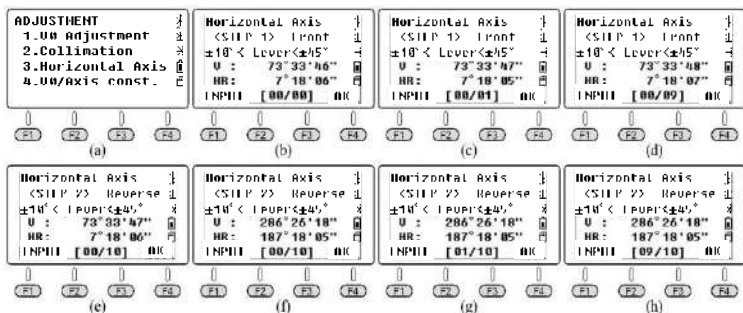 ADJUSTMENT
1.V0 Adjustment
2.Collimation
3.Horizontal Axis
4.V0/Axis const.
F1 F2 F3 F4
(a)
Horizontal Axis
<STEP 1> Front
±10°< Lever<±45°
V : 73°33'46"
HR: 7°18'06"
INPUT [00/00] OK
F1 F2 F3 F4
(b)
Horizontal Axis
<STEP 1> Front
±10°< Lever<±45°
V : 73°33'47"
HR: 7°18'05"
INPUT [00/01] OK
F1 F2 F3 F4
(c)
Horizontal Axis
<STEP 1> Front
±10°< Lever<±45°
V : 73°33'48"
HR: 7°18'07"
INPUT [00/09] OK
F1 F2 F3 F4
(d)
Horizontal Axis
<STEP 2> Reverse
±10°< Lever<±45°
V : 73°33'47"
HR: 7°18'06"
INPUT [00/10] OK
F1 F2 F3 F4
(e)
Horizontal Axis
<STEP 2> Reverse
±10°< Lever<±45°
V : 286°26'18"
HR: 187°18'05"
INPUT [00/10] OK
F1 F2 F3 F4
(f)
Horizontal Axis
<STEP 2> Reverse
±10°< Lever<±45°
V : 286°26'18"
HR: 187°18'05"
INPUT [01/10] OK
F1 F2 F3 F4
(g)
Horizontal Axis
<STEP 2> Reverse
±10°< Lever<±45°
V : 286°26'18"
HR: 187°18'05"
INPUT [09/10] OK
F1 F2 F3 F4
(h)